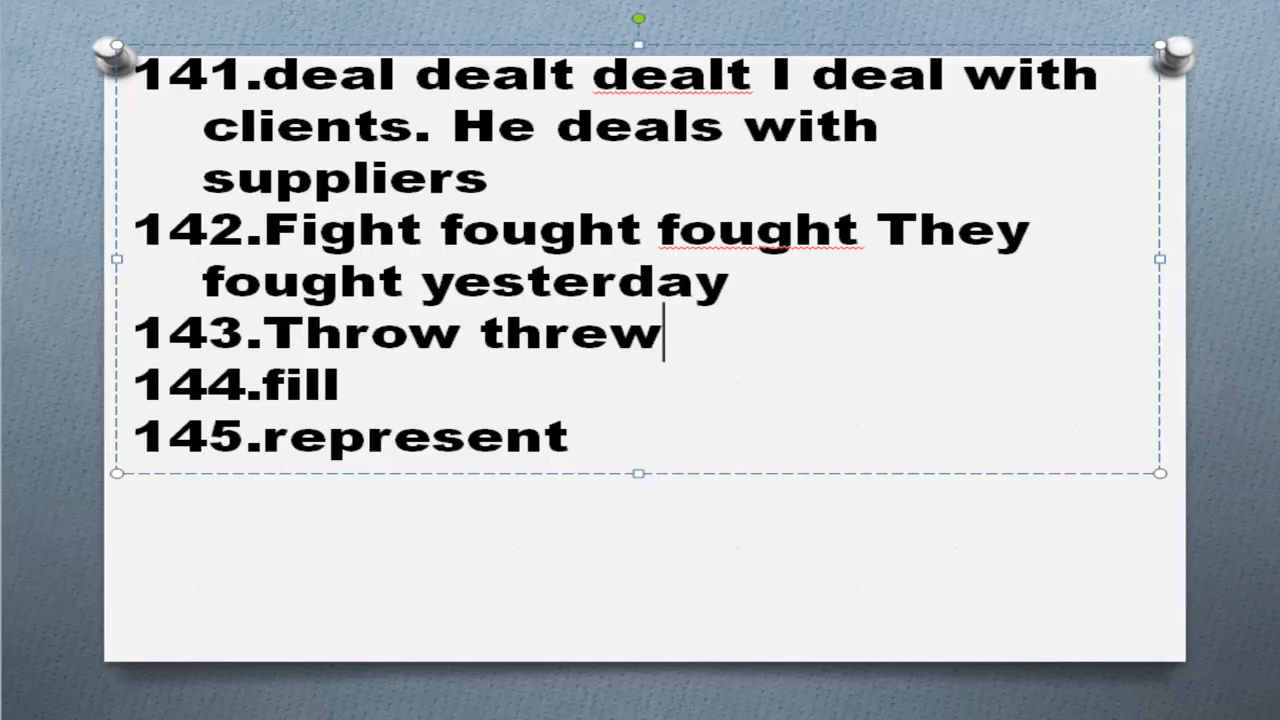 141.deal dealt dealt I deal with
clients. He deals with
suppliers
142.Fight fought fought They
fought yesterday
143.Throw threw
144.fill
145.represent